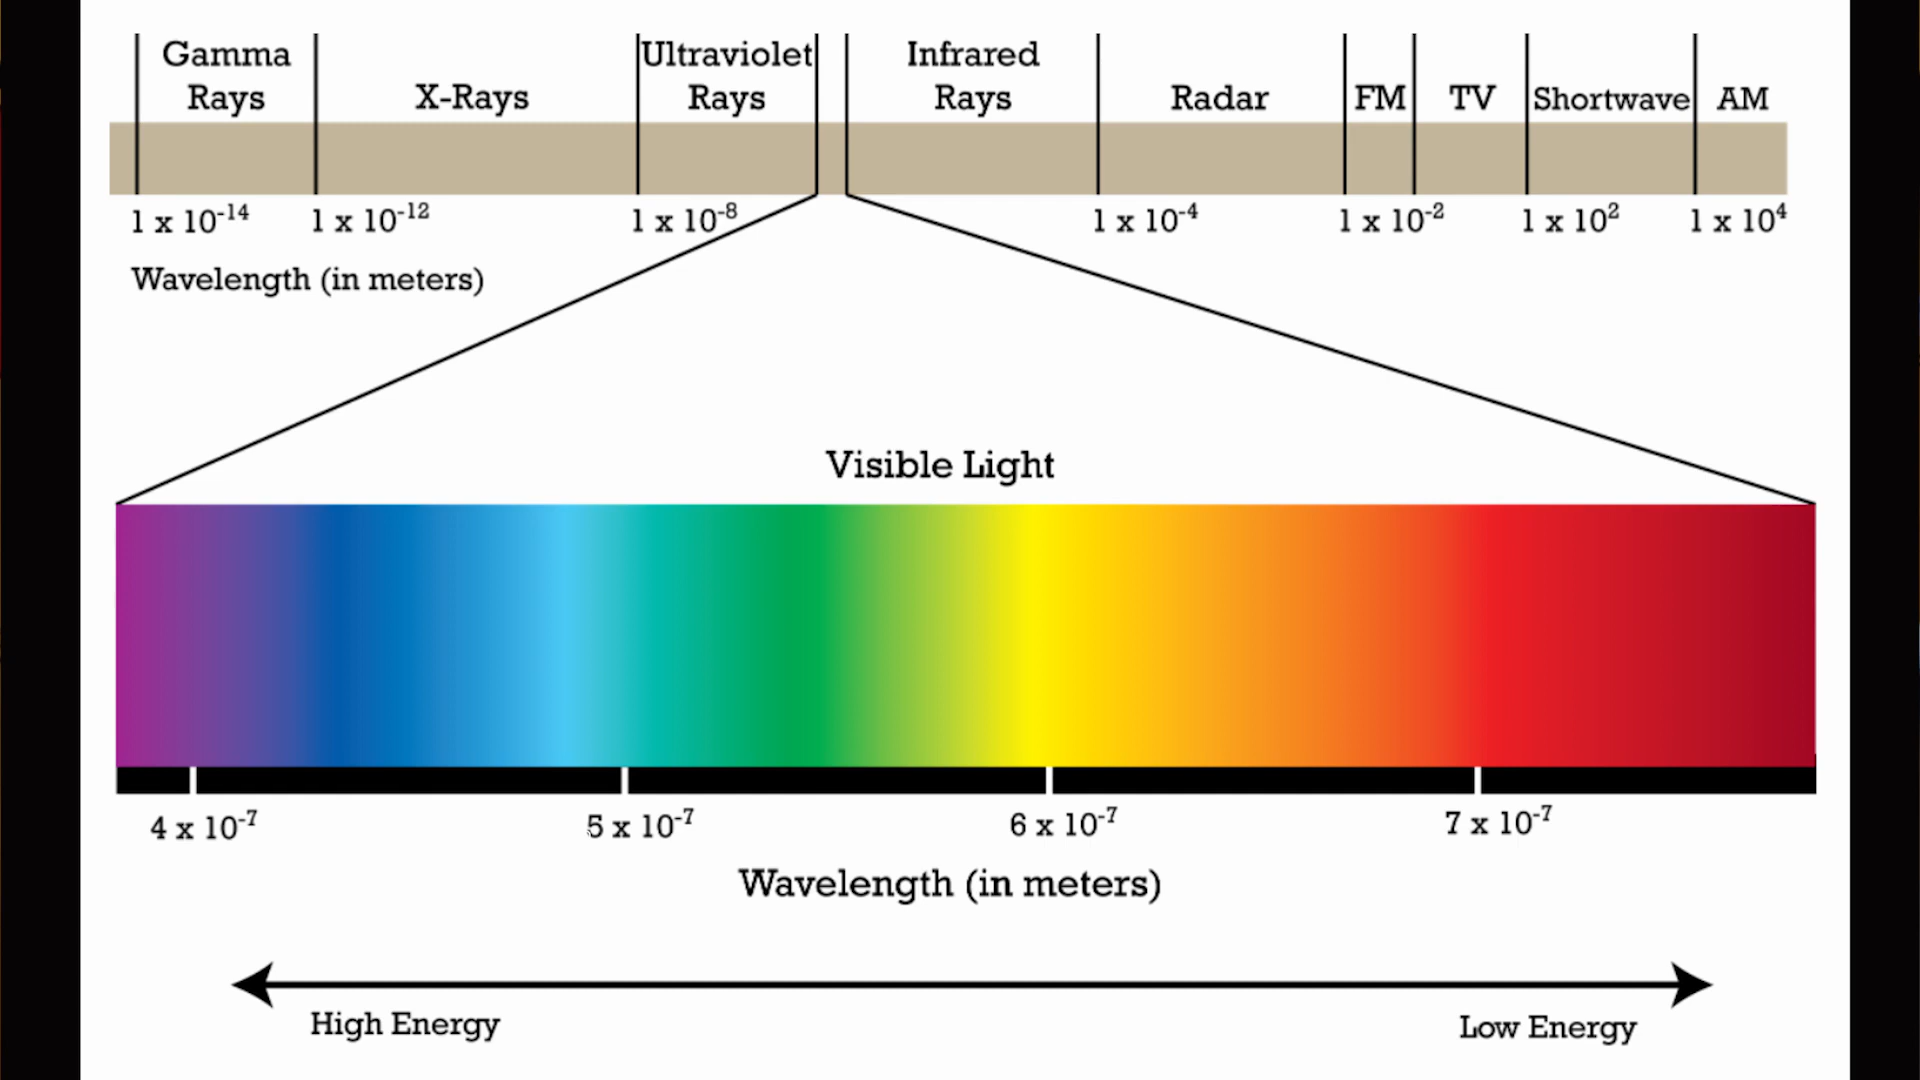 Gamma Rays
X-Rays
Ultraviolet Rays
Infrared Rays
Radar
FM
TV
Shortwave
AM
1 x 10⁻¹⁴
1 x 10⁻¹²
1 x 10⁻⁸
1 x 10⁻⁴
1 x 10⁻²
1 x 10²
1 x 10⁴
Wavelength (in meters)
Visible Light
4 x 10⁻⁷
5 x 10⁻⁷
6 x 10⁻⁷
7 x 10⁻⁷
Wavelength (in meters)
High Energy
Low Energy